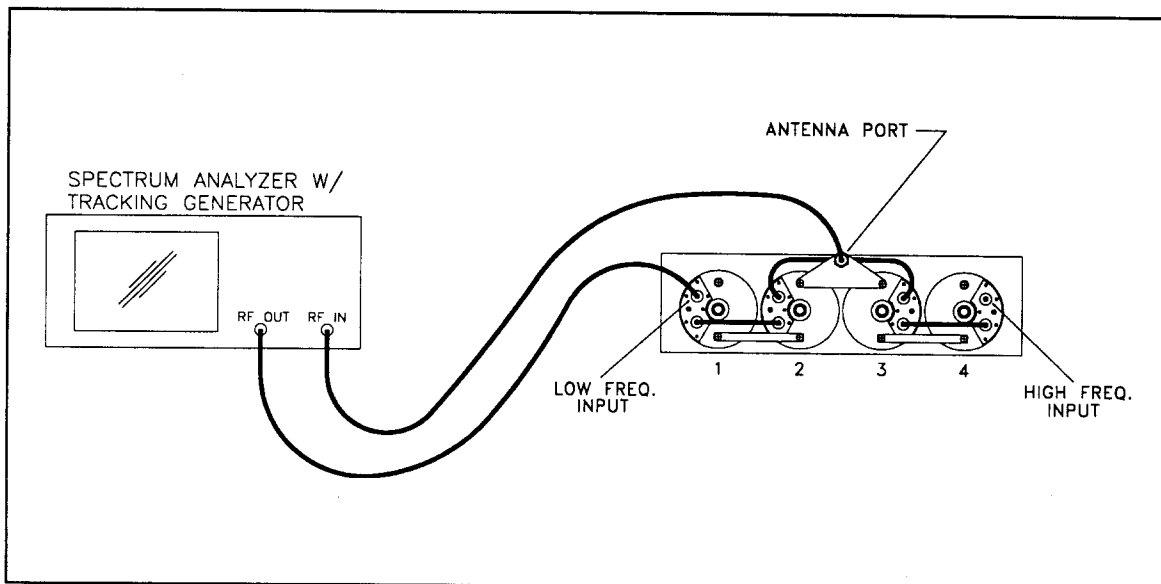 ANTENNA PORT
SPECTRUM ANALYZER W/
TRACKING GENERATOR
RF OUT RF IN
1 2 3 4
LOW FREQ.
INPUT
HIGH FREQ.
INPUT